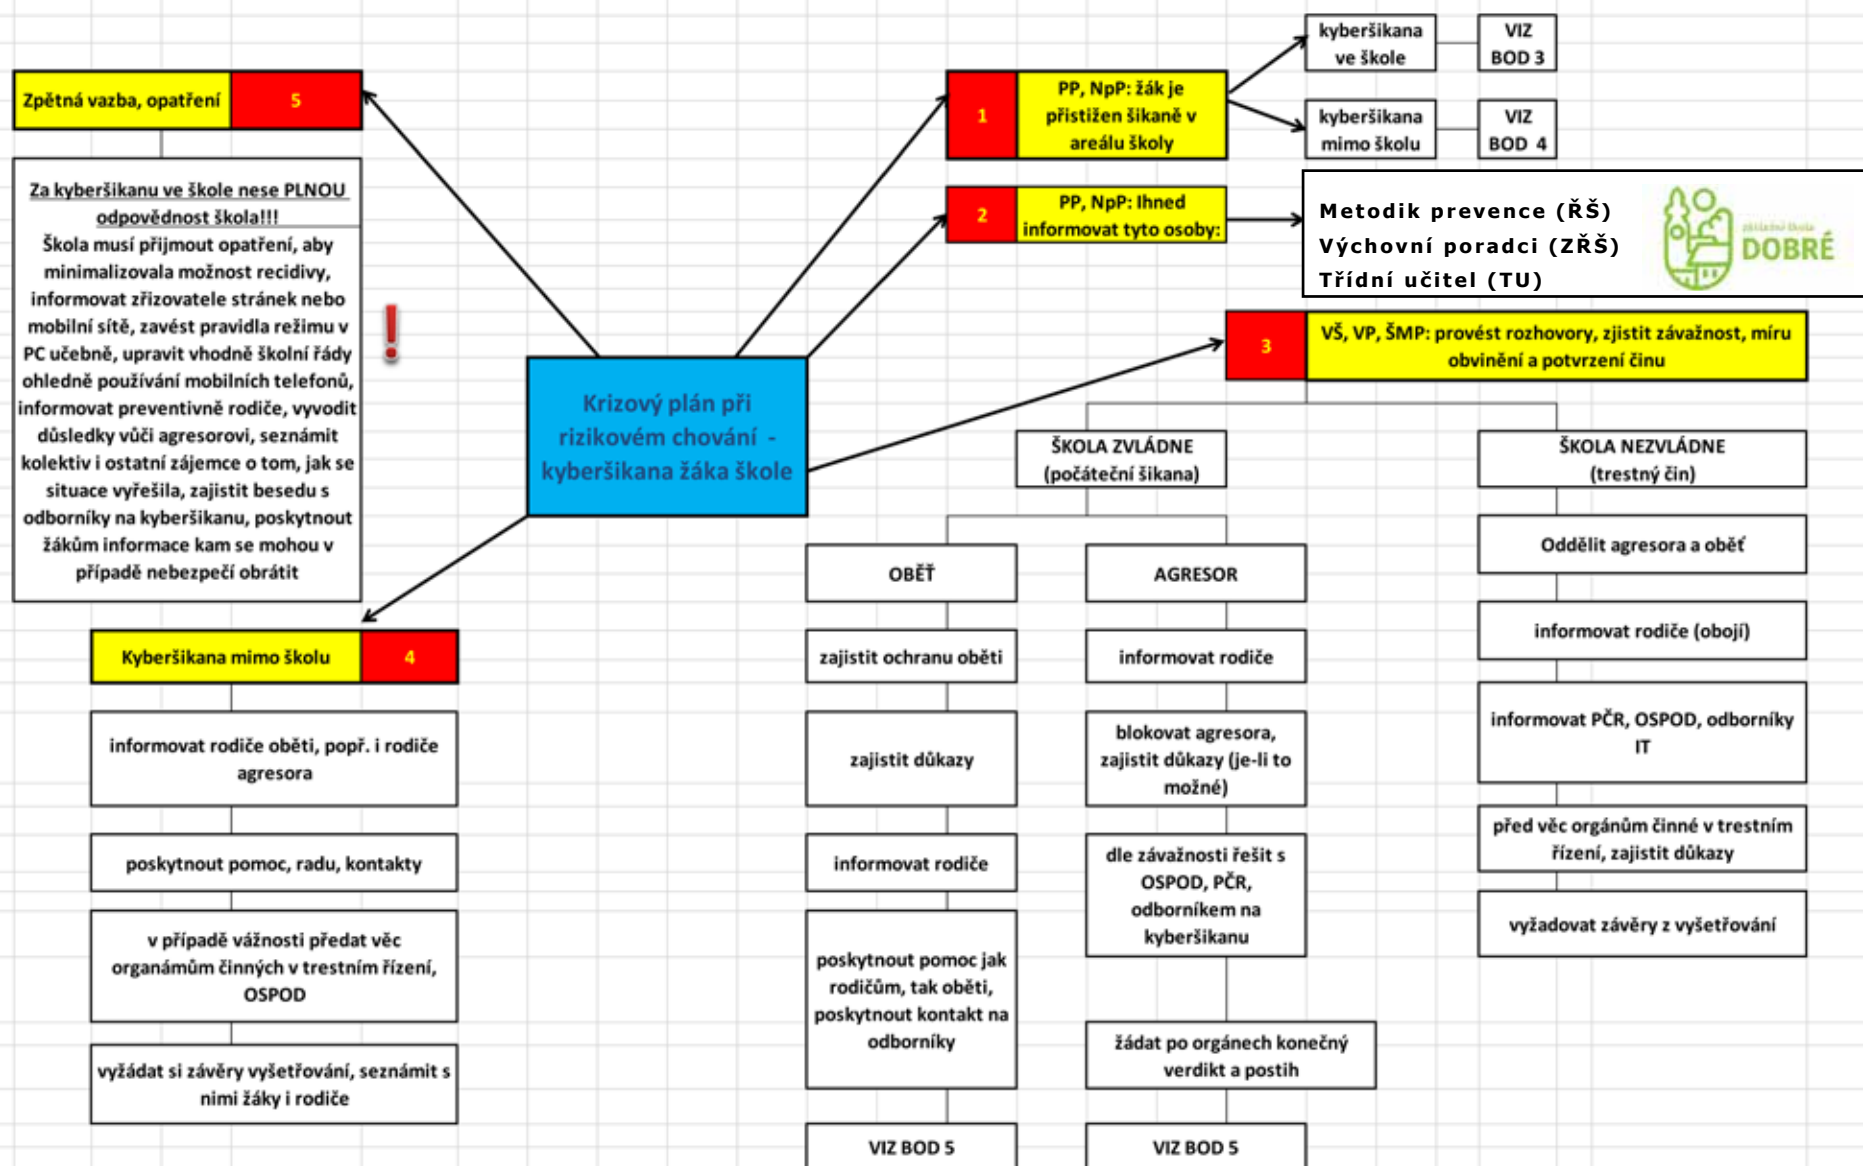 kyberšikana
ve škole
VIZ
BOD 3
Zpětná vazba, opatření
5
1
PP, NpP: žák je
přistižen šikaně v
areálu školy
kyberšikana
mimo školu
VIZ
BOD 4
Za kyberšikanu ve škole nese PLNOU
odpovědnost škola!!!
Škola musí přijmout opatření, aby
minimalizovala možnost recidivy,
informovat zřizovatele stránek nebo
mobilní sítě, zavést pravidla režimu v
PC učebně, upravit vhodně školní řády
ohledně používání mobilních telefonů,
informovat preventivně rodiče, vyvodit
důsledky vůči agresorovi, seznámit
kolektiv i ostatní zájemce o tom, jak se
situace vyřešila, zajistit besedu s
odborníky na kyberšikanu, poskytnout
žákům informace kam se mohou v
případě nebezpečí obrátit
!
2
PP, NpP: Ihned
informovat tyto osoby:
Metodik prevence (ŘŠ)
Výchovní poradci (ZŘŠ)
Třídní učitel (TU)
základní škola
DOBRÉ
3
VŠ, VP, ŠMP: provést rozhovory, zjistit závažnost, míru
obvinění a potvrzení činu
Krizový plán při
rizikovém chování -
kyberšikana žáka škole
ŠKOLA ZVLÁDNE
(počáteční šikana)
ŠKOLA NEZVLÁDNE
(trestný čin)
OBĚŤ
zajistit ochranu oběti
zajistit důkazy
informovat rodiče
poskytnout pomoc jak
rodičům, tak oběti,
poskytnout kontakt na
odborníky
VIZ BOD 5
AGRESOR
informovat rodiče
blokovat agresora,
zajistit důkazy (je-li to
možné)
dle závažnosti řešit s
OSPOD, PČR,
odborníkem na
kyberšikanu
žádat po orgánech konečný
verdikt a postih
VIZ BOD 5
Oddělit agresora a oběť
informovat rodiče (obojí)
informovat PČR, OSPOD, odborníky
IT
před věc orgánům činné v trestním
řízení, zajistit důkazy
vyžadovat závěry z vyšetřování
Kyberšikana mimo školu
4
informovat rodiče oběti, popř. i rodiče
agresora
poskytnout pomoc, radu, kontakty
v případě vážnosti předat věc
organámům činných v trestním řízení,
OSPOD
vyžádat si závěry vyšetřování, seznámit s
nimi žáky i rodiče